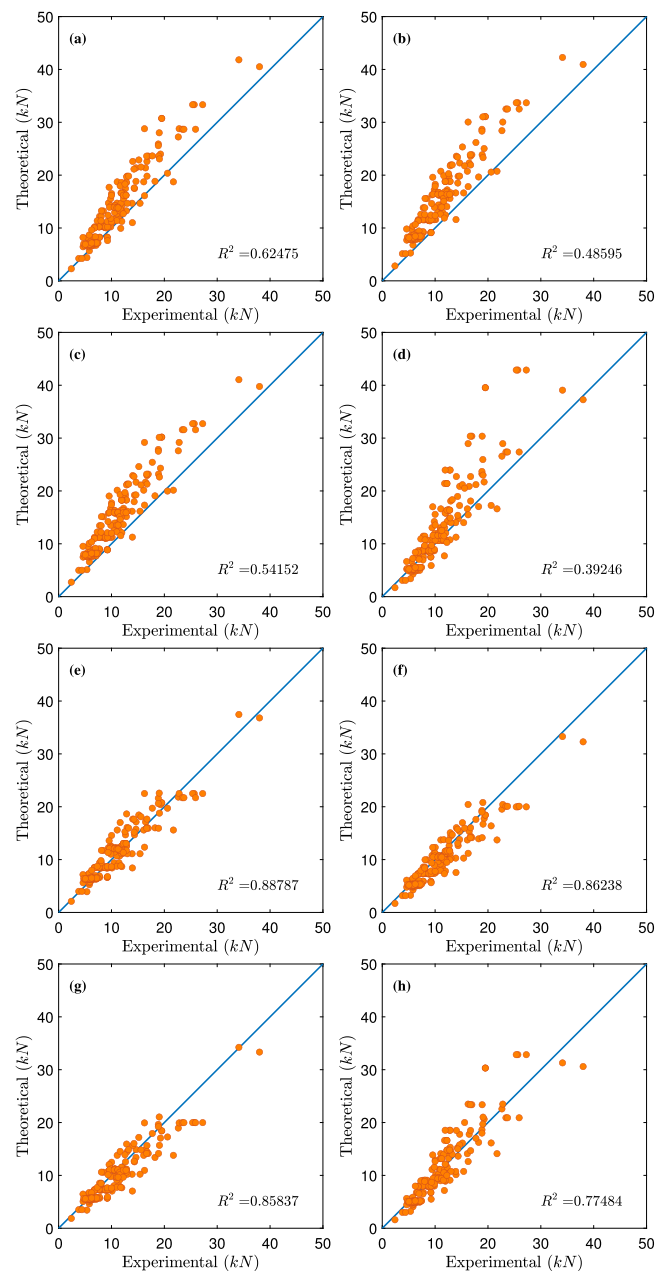 (a)
(b)
50
40
30
20
10
0
Theoretical (kN)
R² =0.62475
0 10 20 30 40 50
Experimental (kN)
50
40
30
20
10
0
Theoretical (kN)
R² =0.48595
0 10 20 30 40 50
Experimental (kN)
(c)
(d)
50
40
30
20
10
0
Theoretical (kN)
R² =0.54152
0 10 20 30 40 50
Experimental (kN)
50
40
30
20
10
0
Theoretical (kN)
R² =0.39246
0 10 20 30 40 50
Experimental (kN)
(e)
(f)
50
40
30
20
10
0
Theoretical (kN)
R² =0.88787
0 10 20 30 40 50
Experimental (kN)
50
40
30
20
10
0
Theoretical (kN)
R² =0.86238
0 10 20 30 40 50
Experimental (kN)
(g)
(h)
50
40
30
20
10
0
Theoretical (kN)
R² =0.85837
0 10 20 30 40 50
Experimental (kN)
50
40
30
20
10
0
Theoretical (kN)
R² =0.77484
0 10 20 30 40 50
Experimental (kN)